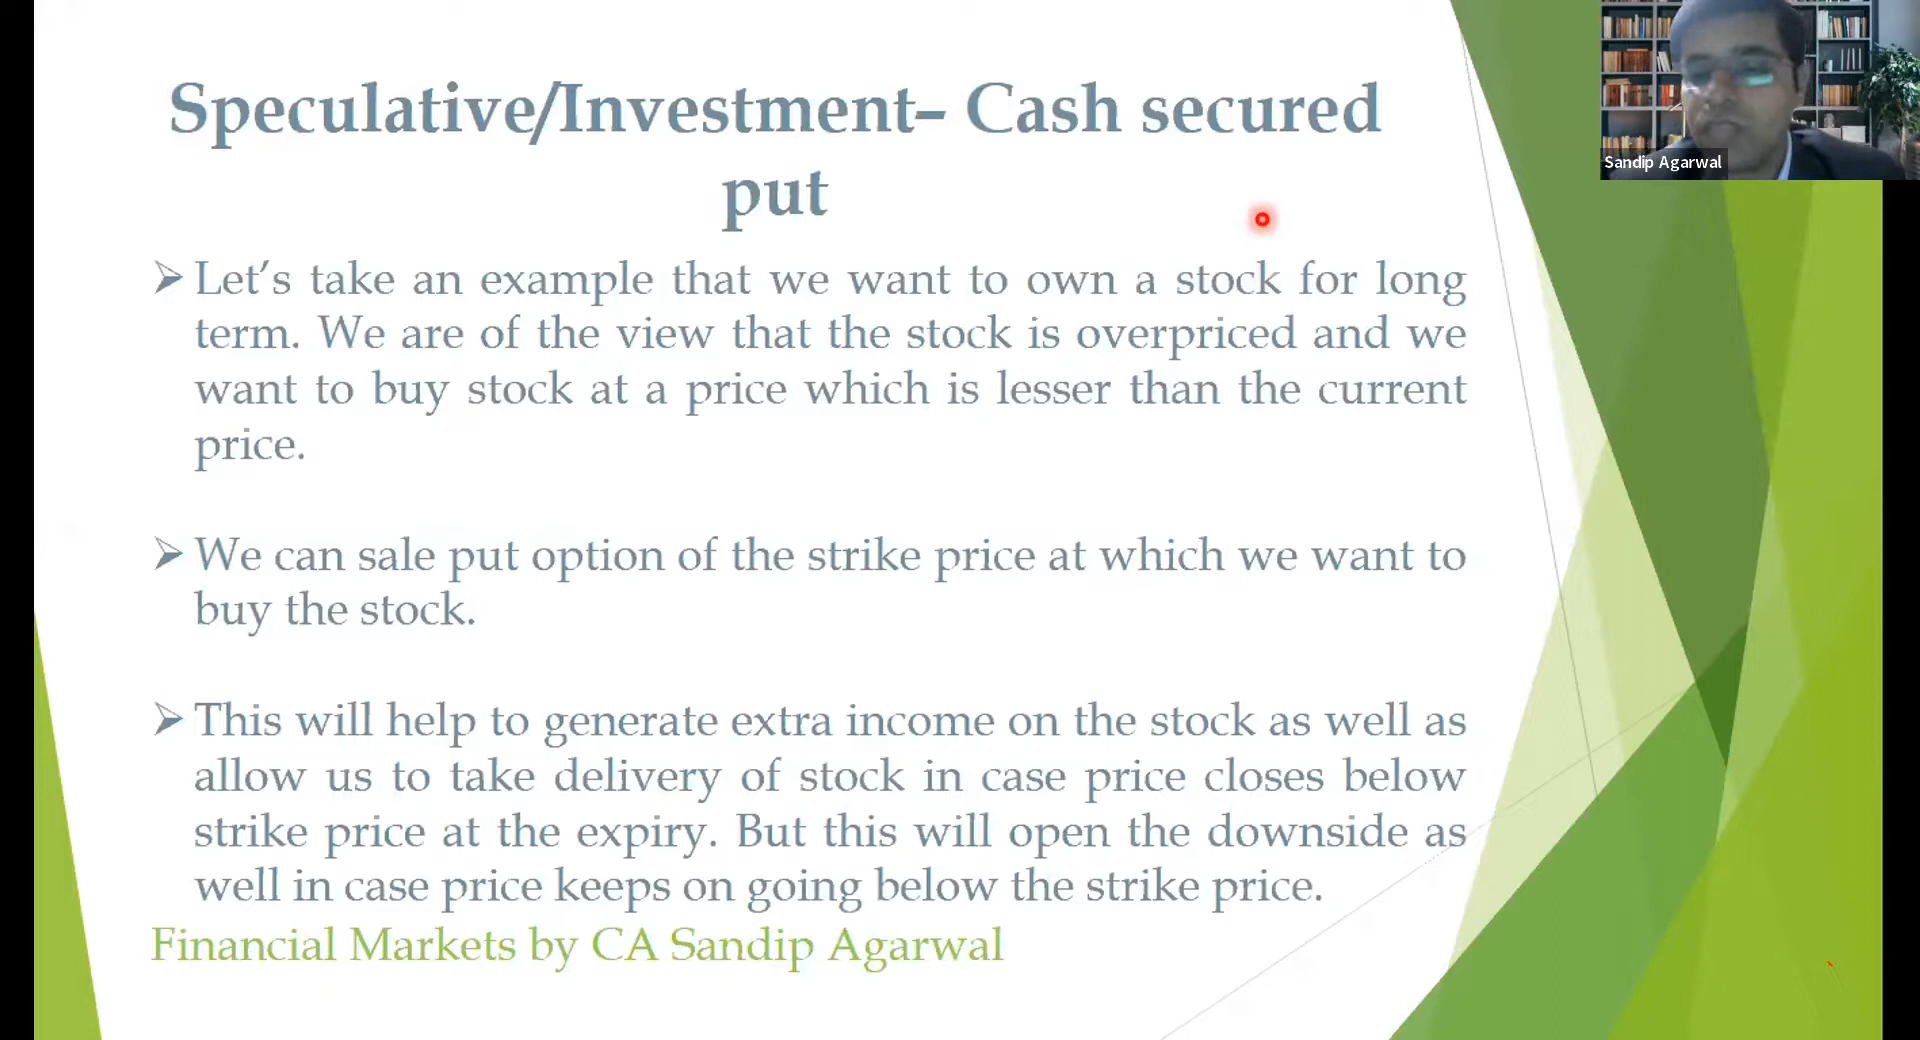 Speculative/Investment– Cash secured
put
Sandip Agarwal
➢ Let’s take an example that we want to own a stock for long
term. We are of the view that the stock is overpriced and we
want to buy stock at a price which is lesser than the current
price.
➢ We can sale put option of the strike price at which we want to
buy the stock.
➢ This will help to generate extra income on the stock as well as
allow us to take delivery of stock in case price closes below
strike price at the expiry. But this will open the downside as
well in case price keeps on going below the strike price.
Financial Markets by CA Sandip Agarwal